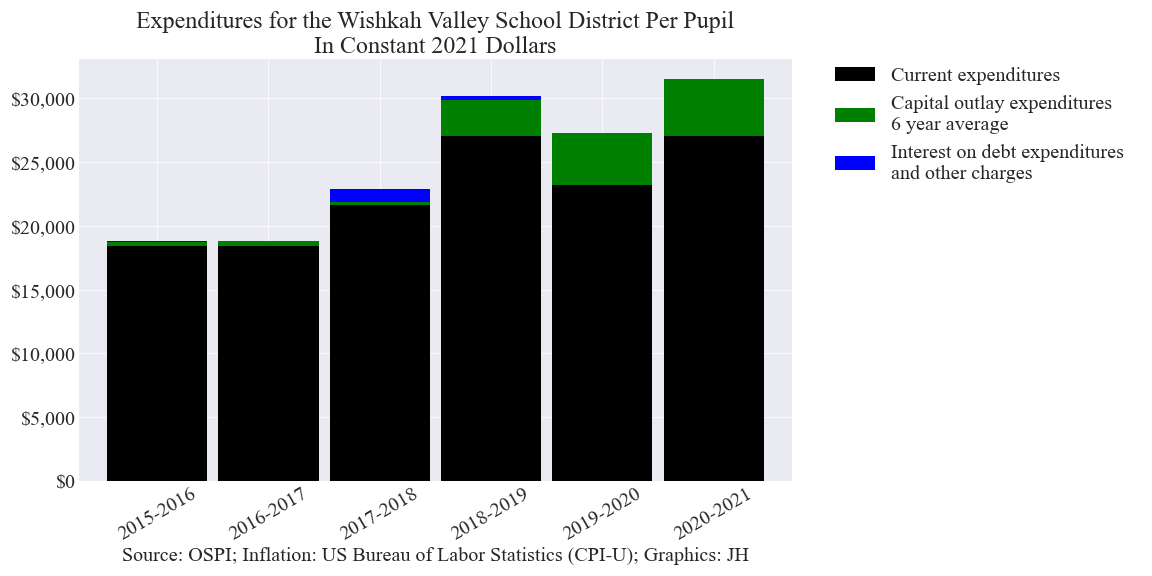 Expenditures for the Wishkah Valley School District Per Pupil
In Constant 2021 Dollars
Current expenditures
Capital outlay expenditures
6 year average
Interest on debt expenditures
and other charges
$30,000
$25,000
$20,000
$15,000
$10,000
$5,000
$0
2015-2016
2016-2017
2017-2018
2018-2019
2019-2020
2020-2021
Source: OSPI; Inflation: US Bureau of Labor Statistics (CPI-U); Graphics: JH